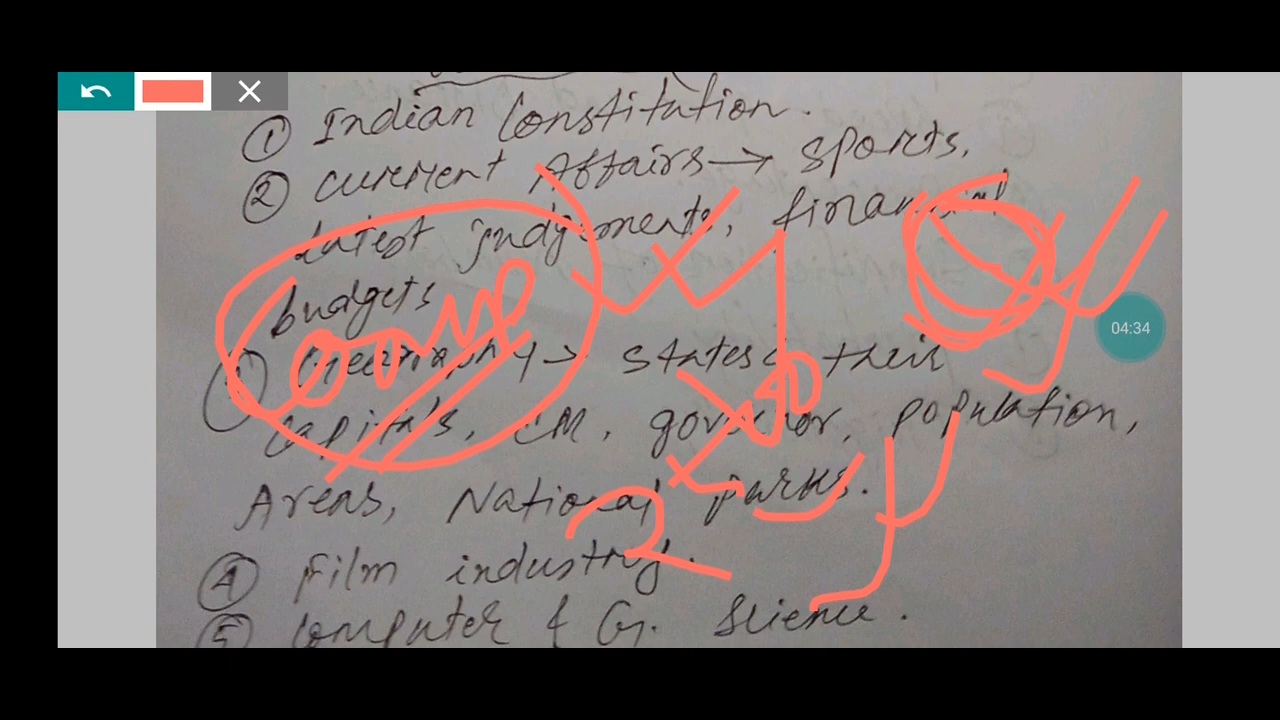 ① Indian Constitution.
② Current Affairs → sports,
Latest judgements, financial
budgets
③ Geography → states & their
Capitals, CM, governor, population,
Areas, National parks.
④ Film industry.
⑤ Computer & G. Science.
04:34